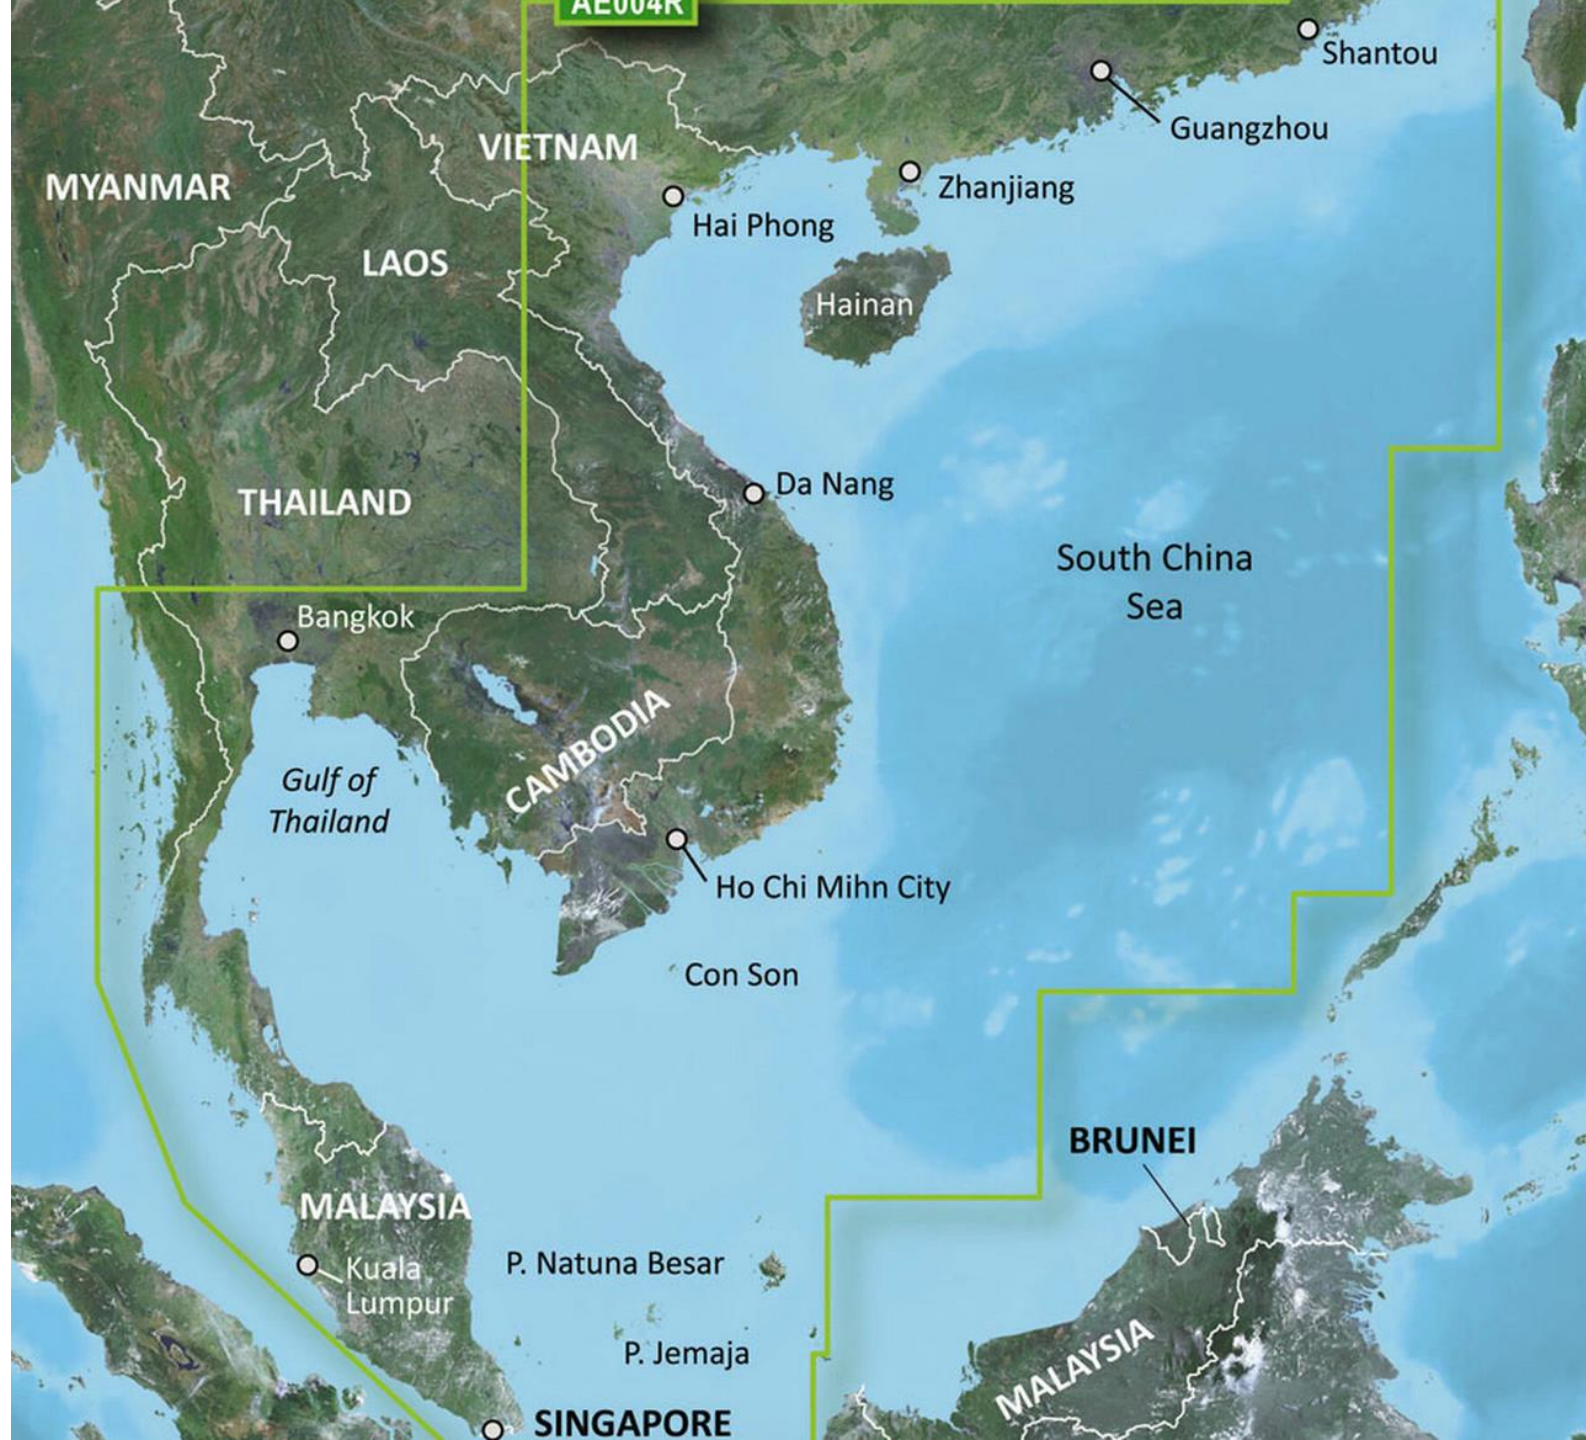 AE004R
Shantou
Guangzhou
VIETNAM
MYANMAR
Zhanjiang
Hai Phong
LAOS
Hainan
Da Nang
THAILAND
South China
Sea
Bangkok
CAMBODIA
Gulf of
Thailand
Ho Chi Mihn City
Con Son
BRUNEI
MALAYSIA
P. Natuna Besar
Kuala
Lumpur
P. Jemaja
MALAYSIA
SINGAPORE